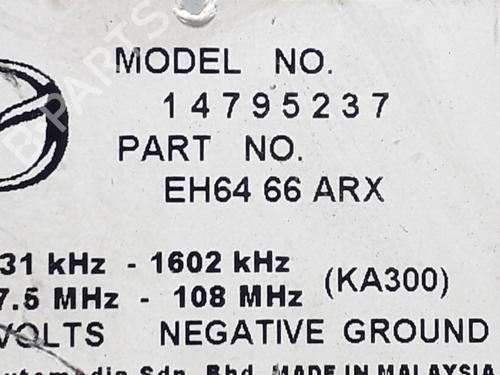 MODEL NO.
14795237
PART NO.
EH64 66 ARX
31 kHz - 1602 kHz
7.5 MHz - 108 MHz (KA300)
VOLTS NEGATIVE GROUND
utomedia Sdn. Bhd. MADE IN MALAYSIA